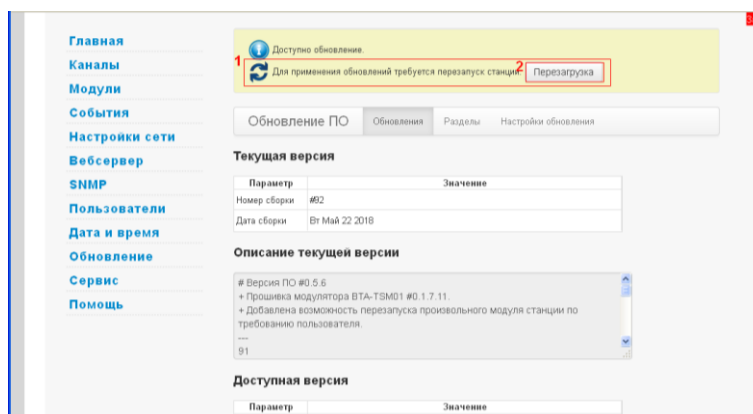 3
Главная
Каналы
Модули
События
Настройки сети
Вебсервер
SNMP
Пользователи
Дата и время
Обновление
Сервис
Помощь
Доступно обновление.
1
Для применения обновлений требуется перезапуск станции.
2
Перезагрузка
Обновление ПО Обновления Разделы Настройки обновления
Текущая версия
Параметр Значение
Номер сборки #92
Дата сборки Вт Май 22 2018
Описание текущей версии
# Версия ПО #0.5.6
+ Прошивка модулятора BTA-TSM01 #0.1.7.11.
+ Добавлена возможность перезапуска произвольного модуля станции по
требованию пользователя.
---
91
Доступная версия
Параметр Значение